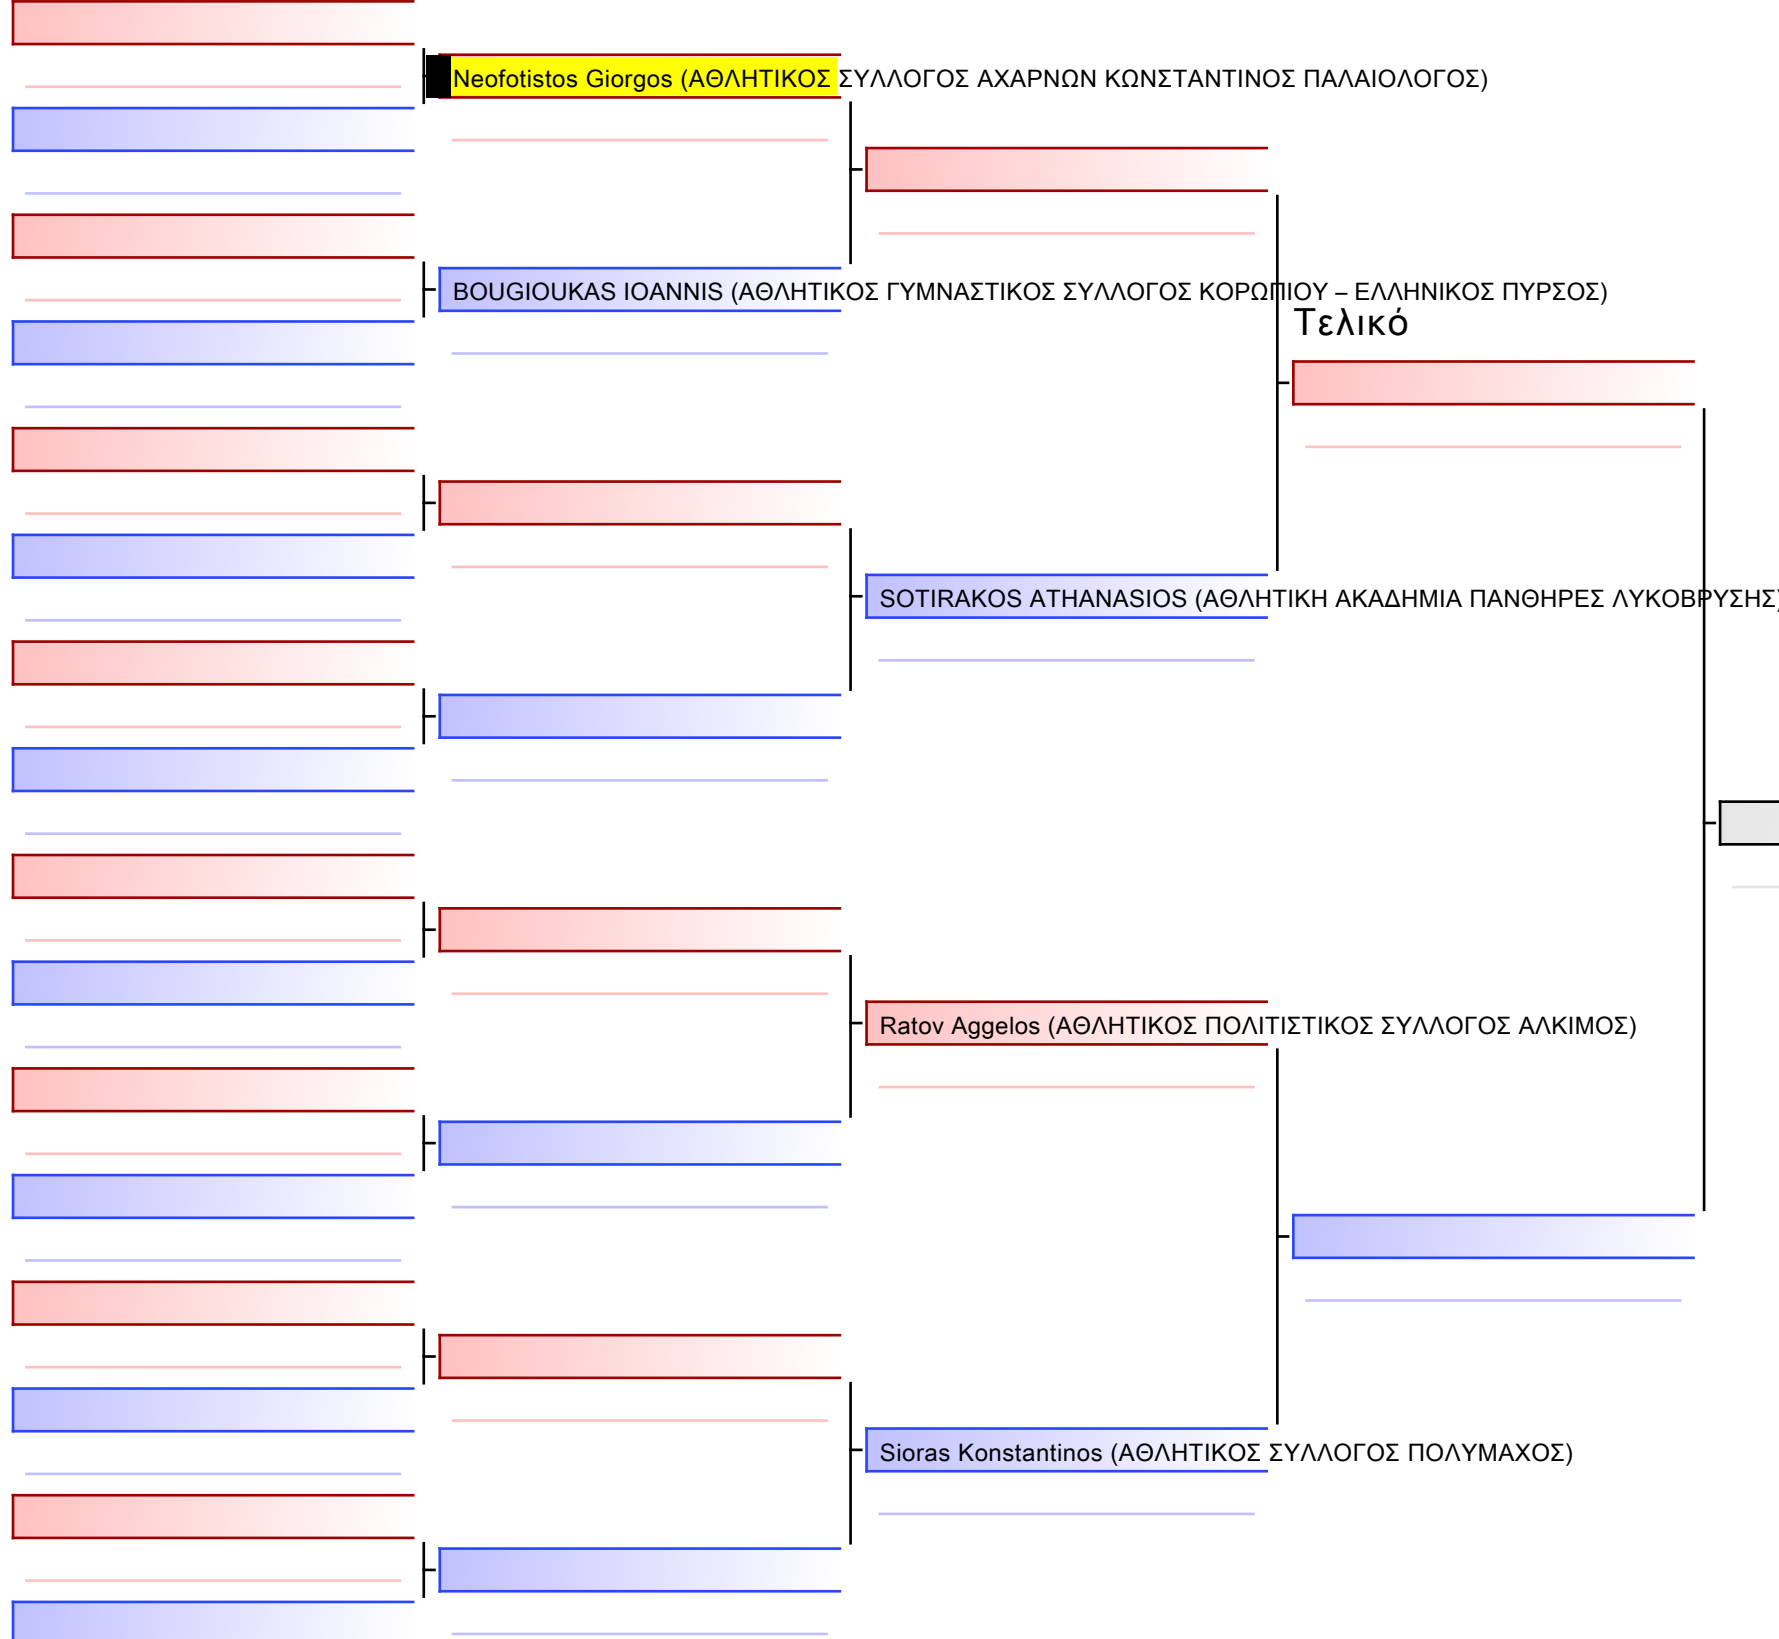 Neofotistos Giorgos (ΑΘΛΗΤΙΚΟΣ ΣΥΛΛΟΓΟΣ ΑΧΑΡΝΩΝ ΚΩΝΣΤΑΝΤΙΝΟΣ ΠΑΛΑΙΟΛΟΓΟΣ)
BOUGIOUKAS IOANNIS (ΑΘΛΗΤΙΚΟΣ ΓΥΜΝΑΣΤΙΚΟΣ ΣΥΛΛΟΓΟΣ ΚΟΡΩΠΙΟΥ – ΕΛΛΗΝΙΚΟΣ ΠΥΡΣΟΣ)
Τελικό
SOTIRAKOS ATHANASIOS (ΑΘΛΗΤΙΚΗ ΑΚΑΔΗΜΙΑ ΠΑΝΘΗΡΕΣ ΛΥΚΟΒΡΥΣΗΣ)
Ratov Aggelos (ΑΘΛΗΤΙΚΟΣ ΠΟΛΙΤΙΣΤΙΚΟΣ ΣΥΛΛΟΓΟΣ ΑΛΚΙΜΟΣ)
Sioras Konstantinos (ΑΘΛΗΤΙΚΟΣ ΣΥΛΛΟΓΟΣ ΠΟΛΥΜΑΧΟΣ)